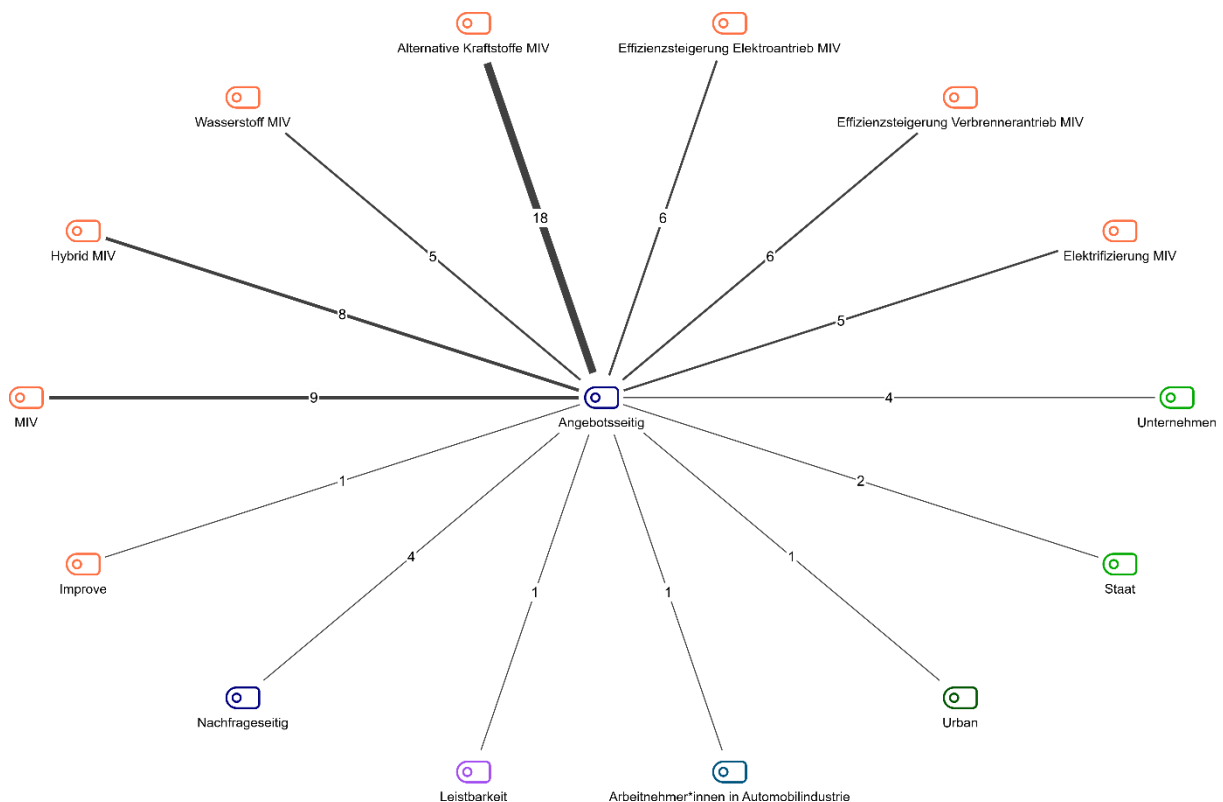 Alternative Kraftstoffe MIV
Effizienzsteigerung Elektroantrieb MIV
Wasserstoff MIV
Effizienzsteigerung Verbrennerantrieb MIV
18
6
Hybrid MIV
5
6
Elektrifizierung MIV
8
5
MIV
9
Angebotsseitig
4
Unternehmen
1
2
Improve
4
1
1
1
Staat
Nachfrageseitig
Urban
Leistbarkeit
Arbeitnehmer*innen in Automobilindustrie